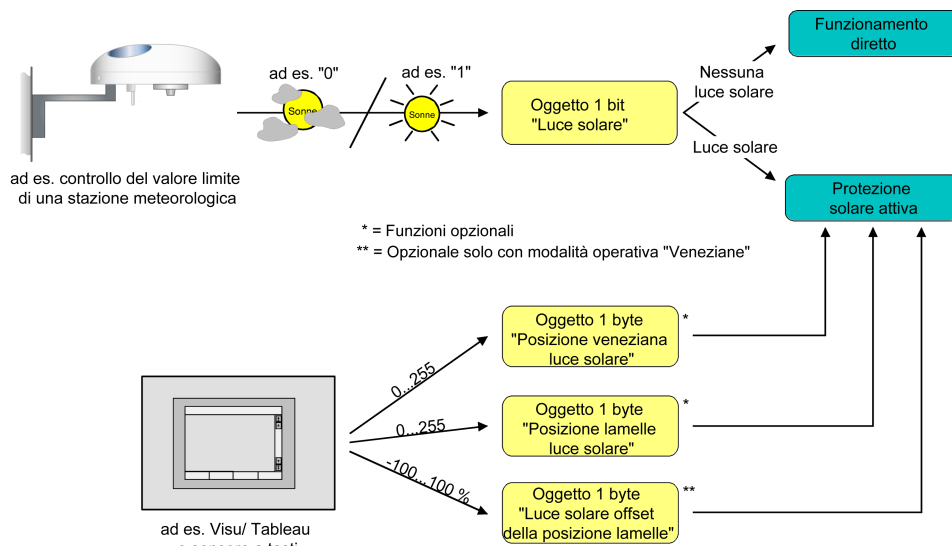 Funzionamento
diretto
ad es. "0"
ad es. "1"
Nessuna
luce solare
Sonne
Sonne
Oggetto 1 bit
"Luce solare"
Luce solare
ad es. controllo del valore limite
di una stazione meteorologica
Protezione
solare attiva
* = Funzioni opzionali
** = Opzionale solo con modalità operativa "Veneziane"
Oggetto 1 byte
"Posizione veneziana
luce solare"
*
0...255
Oggetto 1 byte
"Posizione lamelle
luce solare"
*
0...255
-100...100 %
Oggetto 1 byte
"Luce solare offset
della posizione lamelle"
**
ad es. Visu/ Tableau